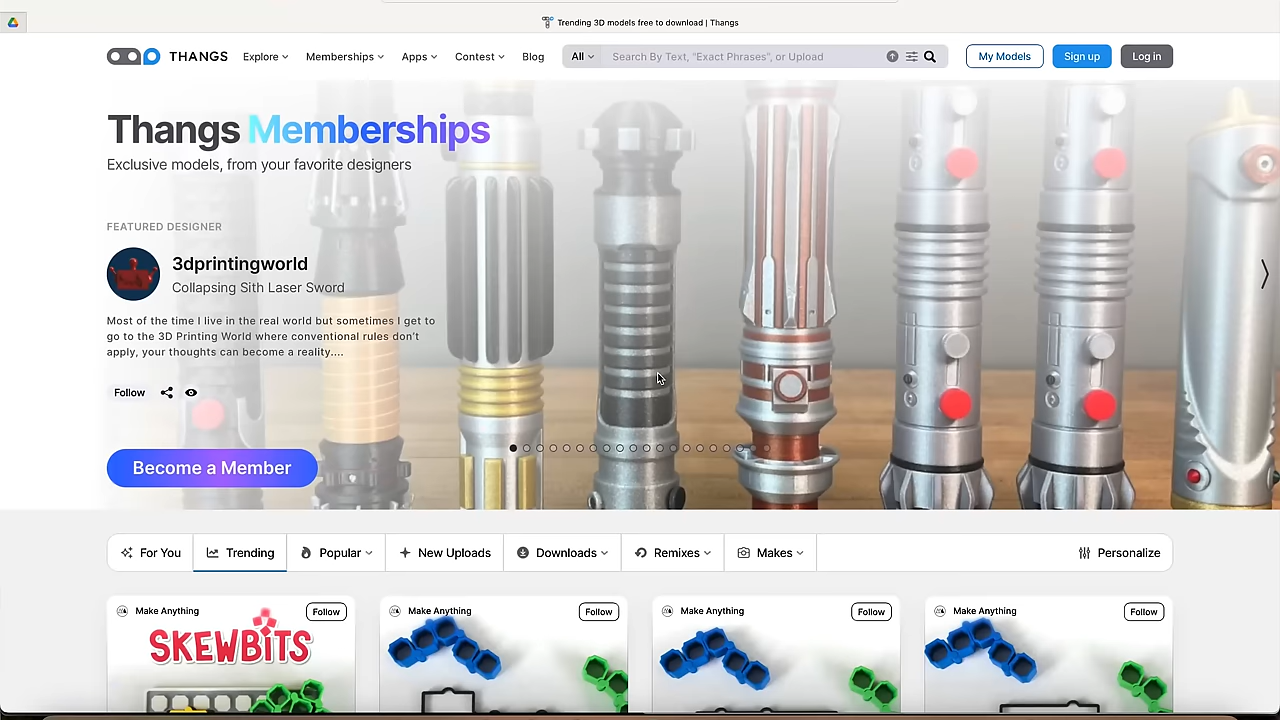 Trending 3D models free to download | Thangs
THANGS Explore Memberships Apps Contest Blog All Search By Text, "Exact Phrases", or Upload My Models Sign up Log in
Thangs Memberships
Exclusive models, from your favorite designers
FEATURED DESIGNER
3dprintingworld
Collapsing Sith Laser Sword
Most of the time I live in the real world but sometimes I get to
go to the 3D Printing World where conventional rules don't
apply, your thoughts can become a reality....
Follow
Become a Member
For You Trending Popular New Uploads Downloads Remixes Makes Personalize
Make Anything Follow Make Anything Follow Make Anything Follow Make Anything Follow
SKEWBITS